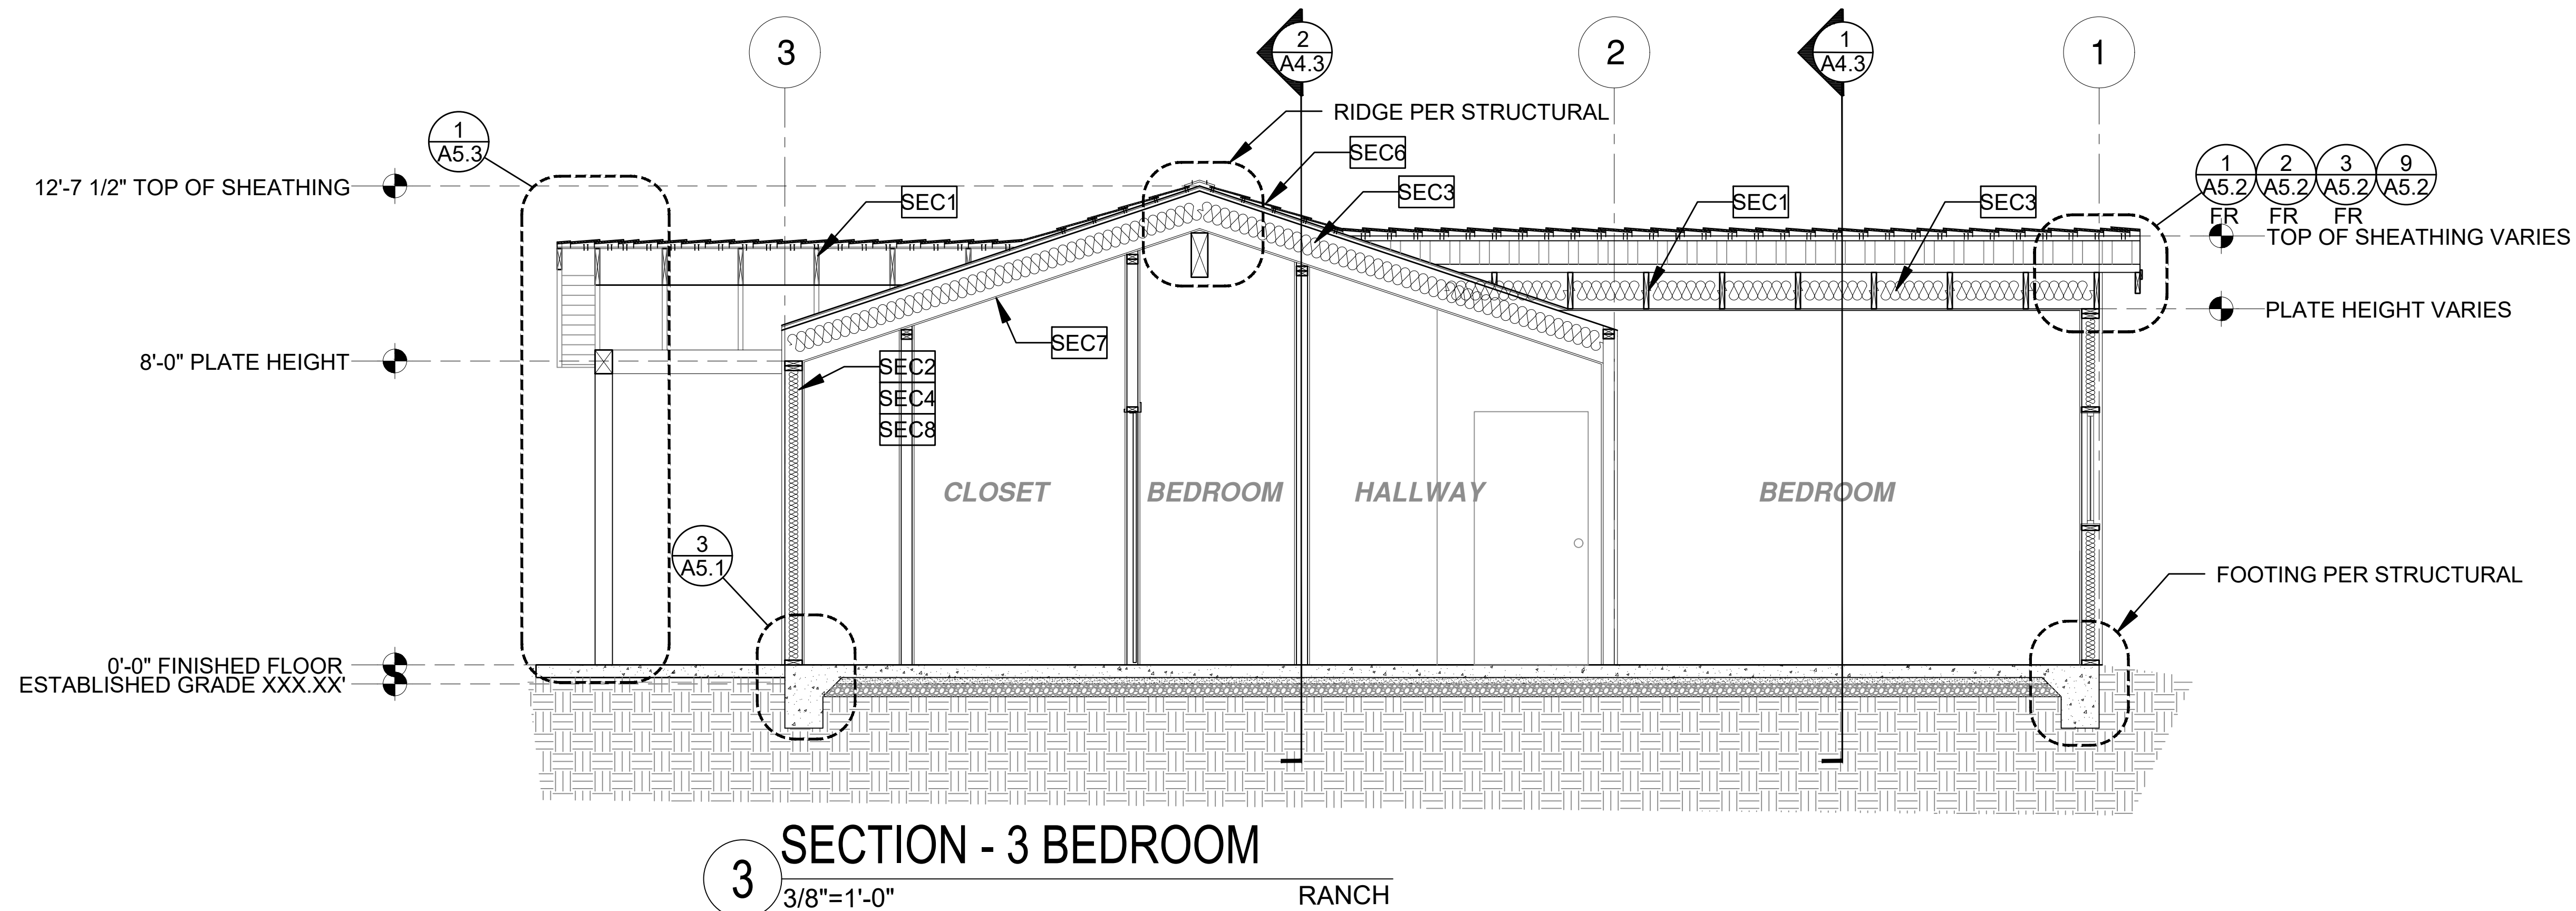 3
2
A4.3
2
1
A4.3
1
RIDGE PER STRUCTURAL
1
A5.3
SEC6
1
A5.2
FR
2
A5.2
FR
3
A5.2
FR
9
A5.2
12'-7 1/2" TOP OF SHEATHING
SEC1
SEC3
SEC1
SEC3
TOP OF SHEATHING VARIES
PLATE HEIGHT VARIES
SEC7
8'-0" PLATE HEIGHT
SEC2
SEC4
SEC8
CLOSET
BEDROOM
HALLWAY
BEDROOM
3
A5.1
FOOTING PER STRUCTURAL
0'-0" FINISHED FLOOR
ESTABLISHED GRADE XXX.XX'
3
SECTION - 3 BEDROOM
3/8"=1'-0"
RANCH